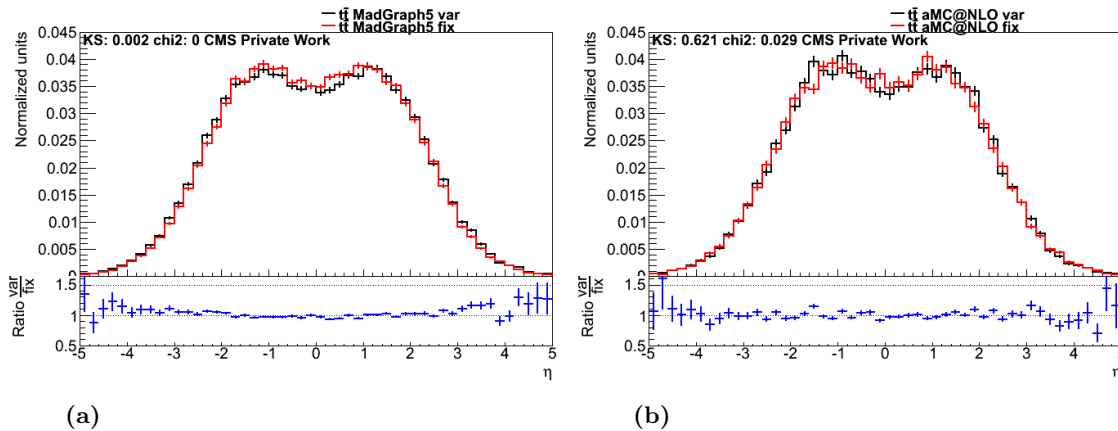 tt̄ MadGraph5 var
tt̄ MadGraph5 fix
KS: 0.002 chi2: 0 CMS Private Work
Normalized units
0.045
0.04
0.035
0.03
0.025
0.02
0.015
0.01
0.005
0
Ratio var/fix
1.5
1
0.5
-5 -4 -3 -2 -1 0 1 2 3 4 5
η
(a)
tt̄ aMC@NLO var
tt̄ aMC@NLO fix
KS: 0.621 chi2: 0.029 CMS Private Work
Normalized units
0.045
0.04
0.035
0.03
0.025
0.02
0.015
0.01
0.005
0
Ratio var/fix
1.5
1
0.5
-5 -4 -3 -2 -1 0 1 2 3 4 5
η
(b)